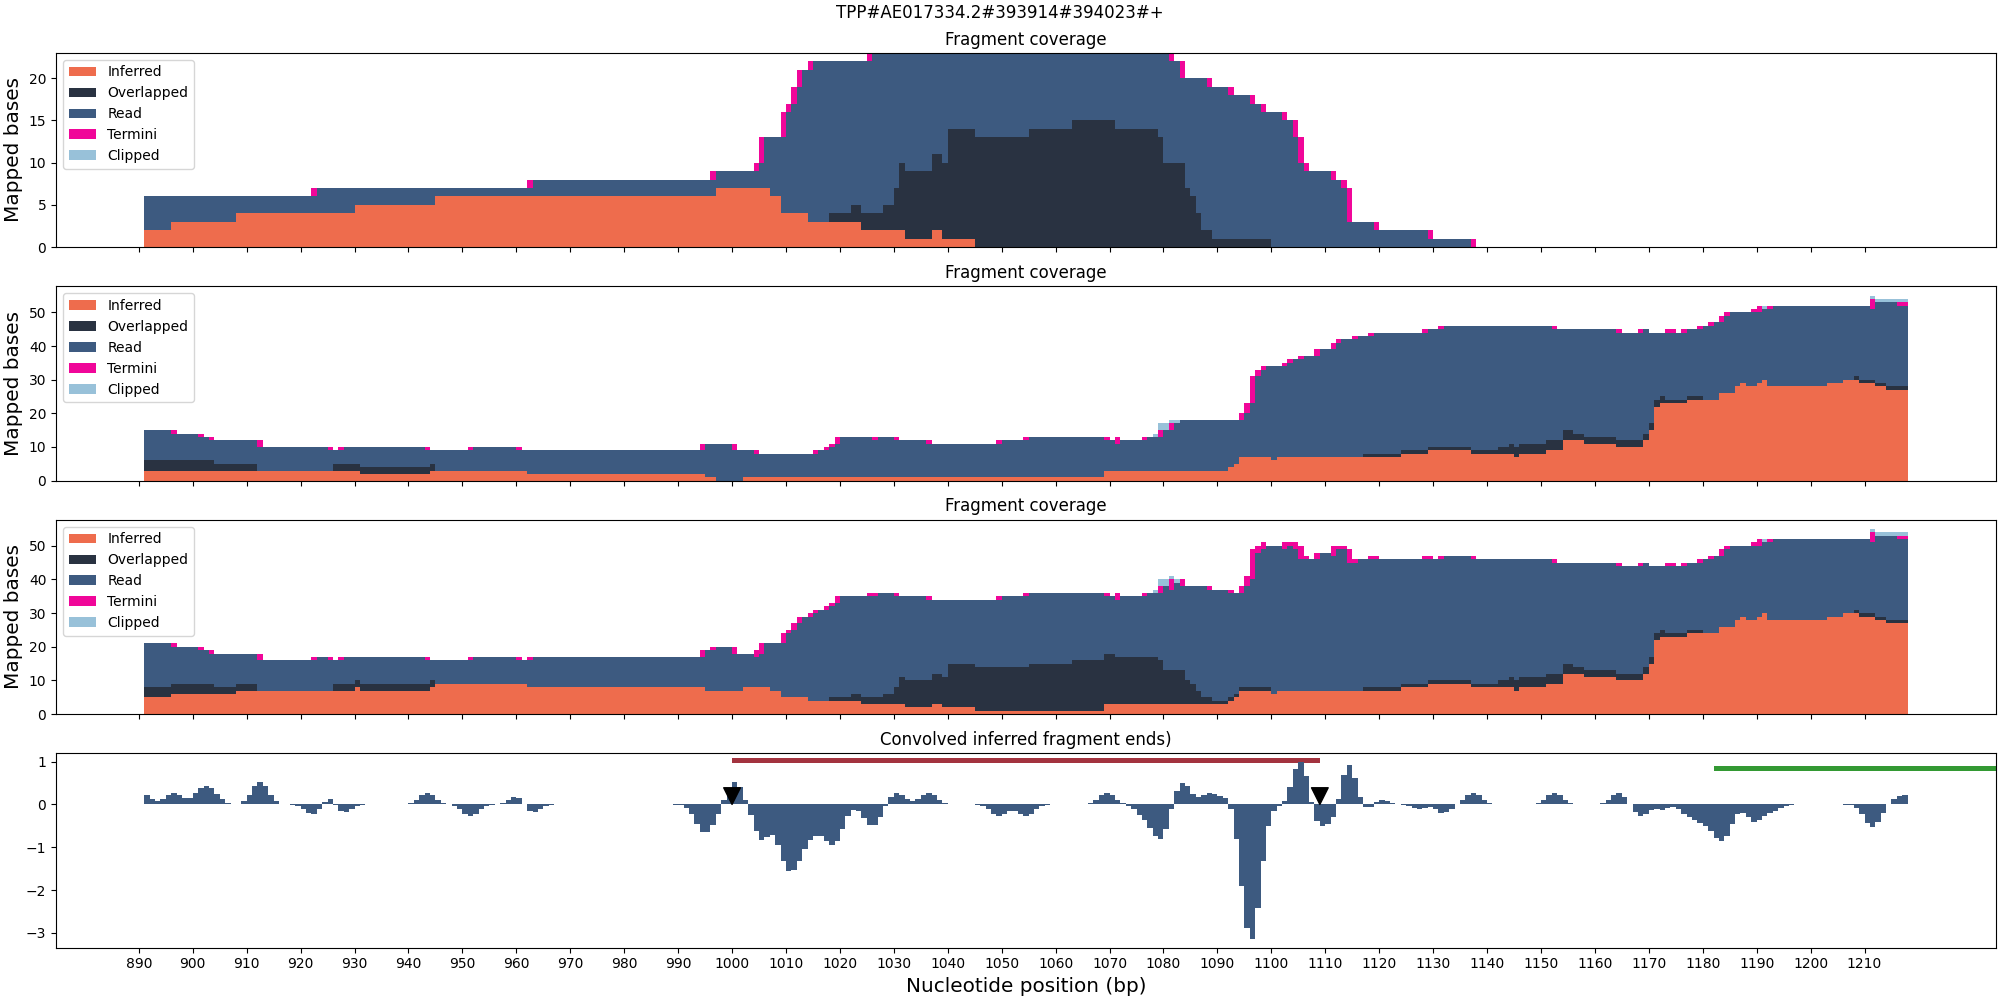 TPP#AE017334.2#393914#394023#+
Fragment coverage
Mapped bases
20
15
10
5
0
Inferred
Overlapped
Read
Termini
Clipped
Fragment coverage
Mapped bases
50
40
30
20
10
0
Inferred
Overlapped
Read
Termini
Clipped
Fragment coverage
Mapped bases
50
40
30
20
10
0
Inferred
Overlapped
Read
Termini
Clipped
Convolved inferred fragment ends)
1
0
−1
−2
−3
890 900 910 920 930 940 950 960 970 980 990 1000 1010 1020 1030 1040 1050 1060 1070 1080 1090 1100 1110 1120 1130 1140 1150 1160 1170 1180 1190 1200 1210
Nucleotide position (bp)